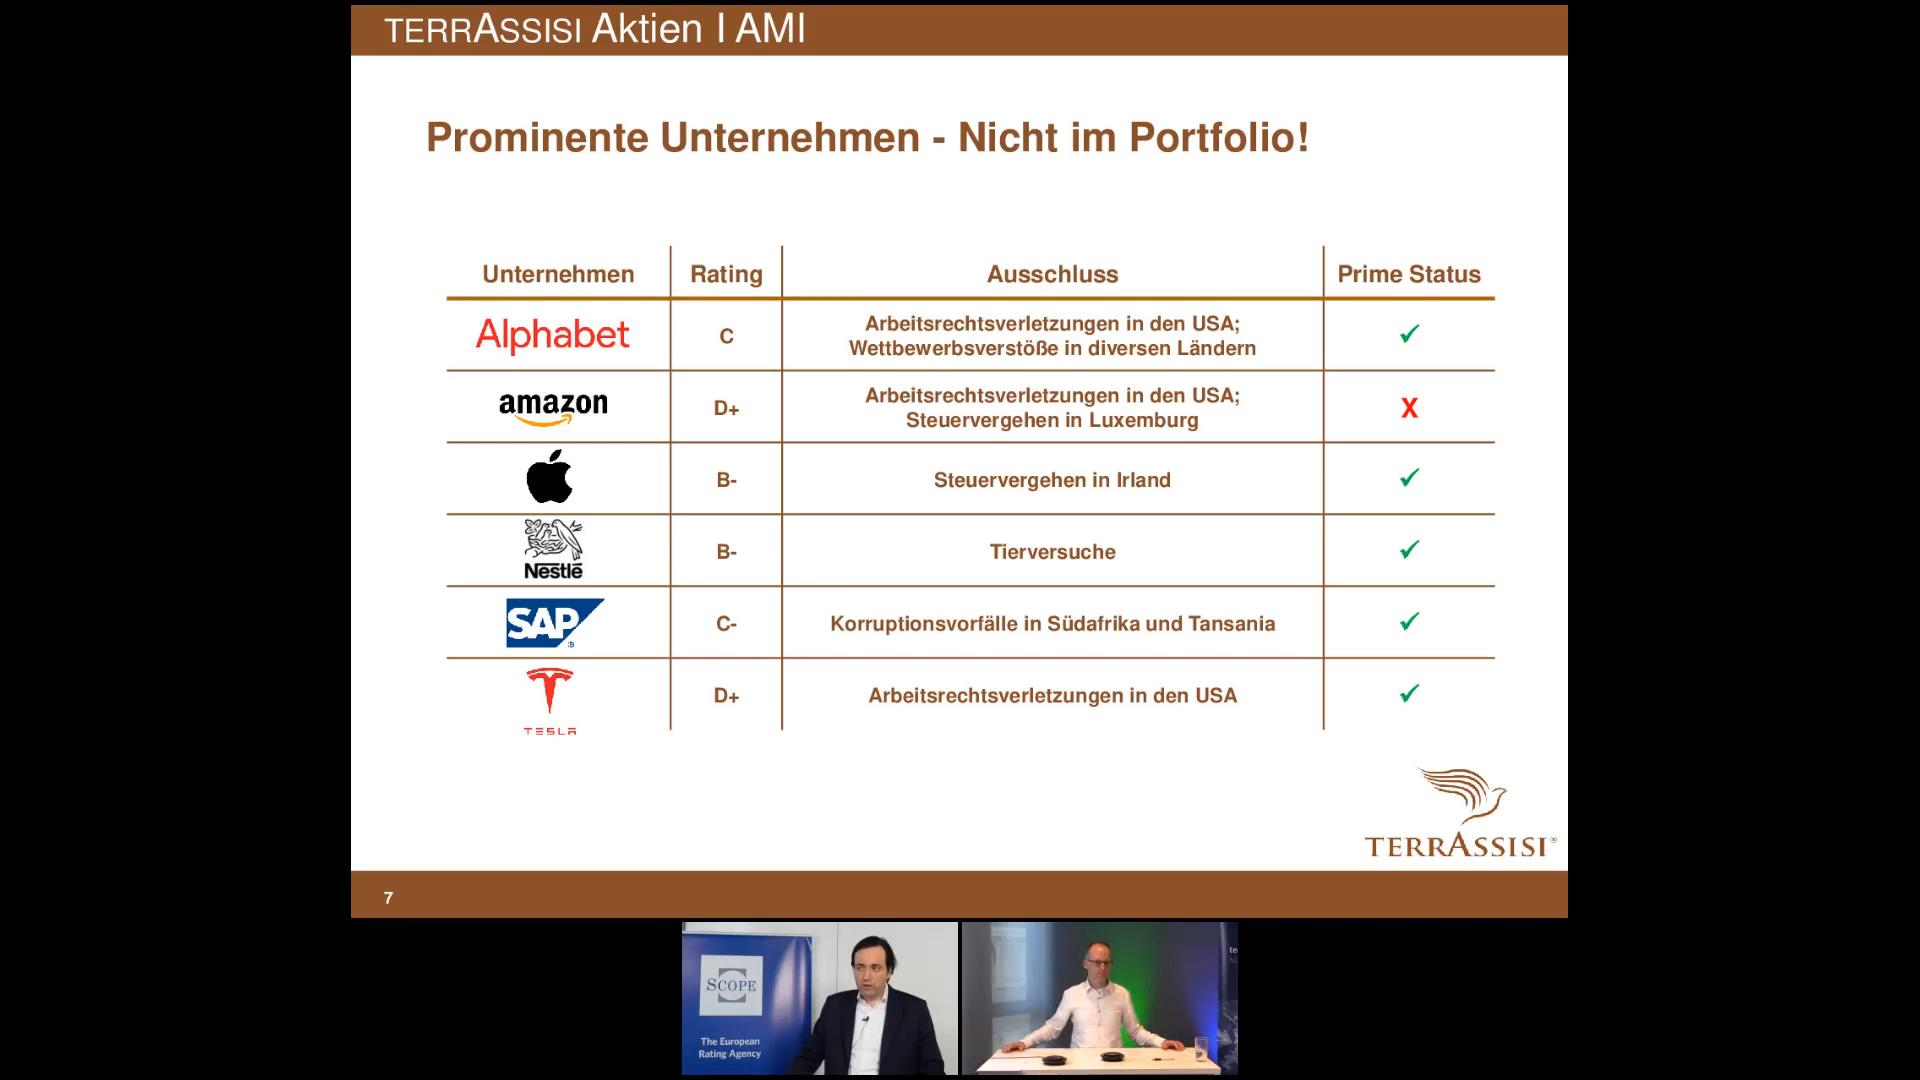 TERRASSISI Aktien I AMI
Prominente Unternehmen - Nicht im Portfolio!
Unternehmen Rating Ausschluss Prime Status
Alphabet C Arbeitsrechtsverletzungen in den USA;
Wettbewerbsverstöße in diversen Ländern ✓
amazon D+ Arbeitsrechtsverletzungen in den USA;
Steuervergehen in Luxemburg X
B- Steuervergehen in Irland ✓
Nestlé B- Tierversuche ✓
SAP® C- Korruptionsvorfälle in Südafrika und Tansania ✓
TESLA D+ Arbeitsrechtsverletzungen in den USA ✓
TERRASSISI®
7
SCOPE
The European
Rating Agency